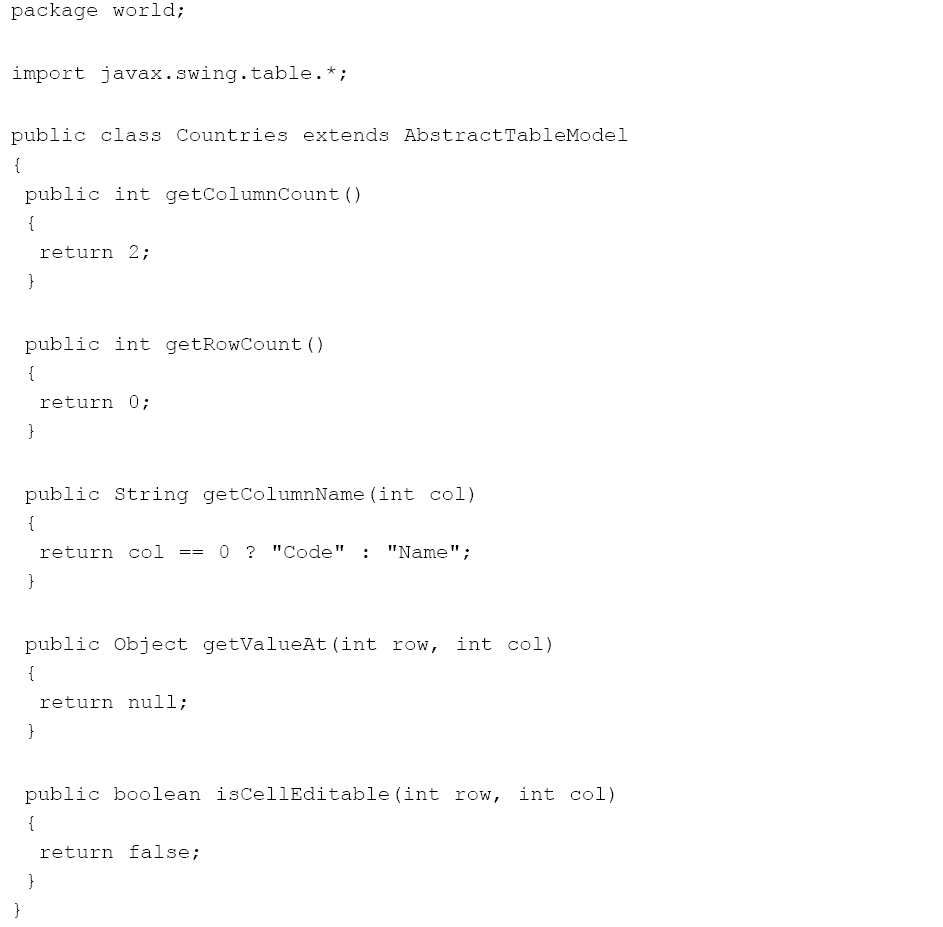 package world;

import javax.swing.table.*;

public class Countries extends AbstractTableModel
{
 public int getColumnCount()
 {
  return 2;
 }

 public int getRowCount()
 {
  return 0;
 }

 public String getColumnName(int col)
 {
  return col == 0 ? "Code" : "Name";
 }

 public Object getValueAt(int row, int col)
 {
  return null;
 }

 public boolean isCellEditable(int row, int col)
 {
  return false;
 }
}